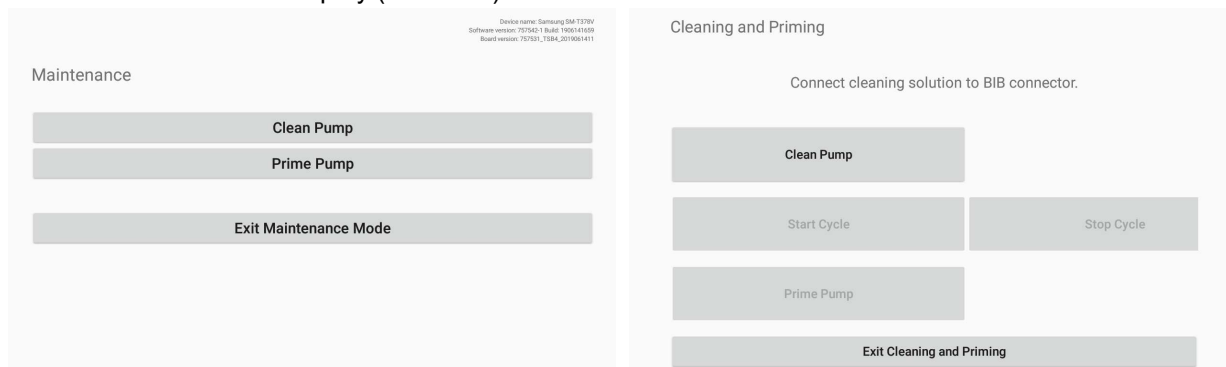 Device name: Samsung SM-T378V
Software version: 757542-1 Build: 1906141659
Board version: 757531_TSB4_2019061411
Maintenance
Clean Pump
Prime Pump
Exit Maintenance Mode
Cleaning and Priming
Connect cleaning solution to BIB connector.
Clean Pump
Start Cycle
Stop Cycle
Prime Pump
Exit Cleaning and Priming